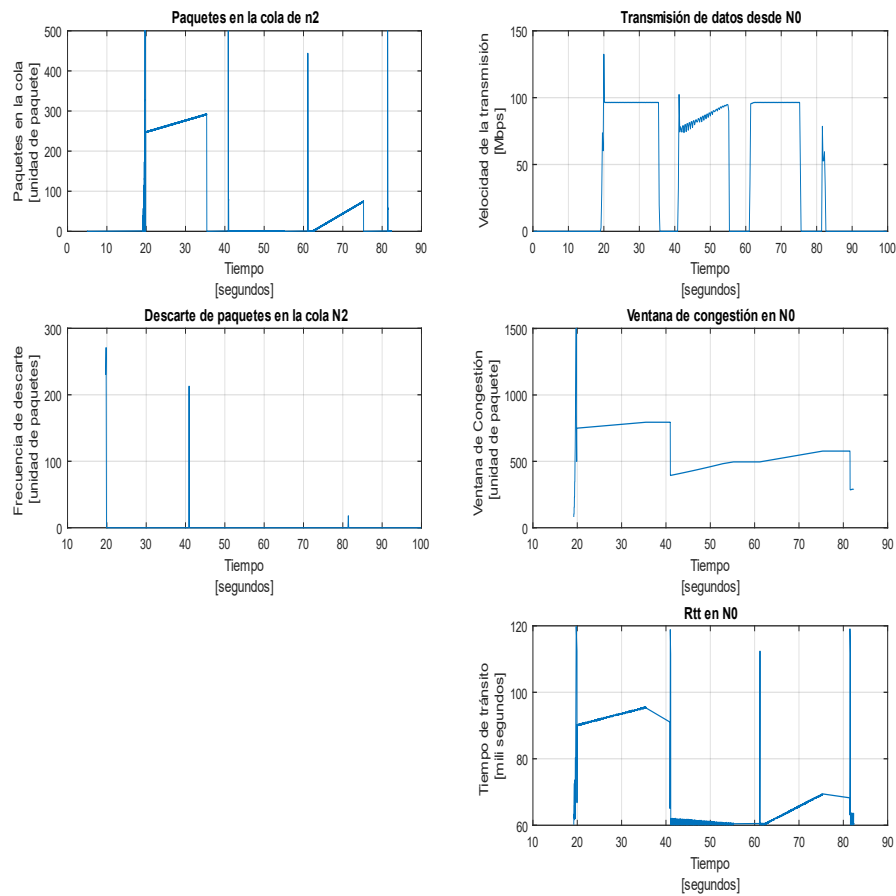 Paquetes en la cola de n2
Paquetes en la cola
[unidad de paquete]
500
400
300
200
100
0
0 10 20 30 40 50 60 70 80 90
Tiempo
[segundos]
Transmisión de datos desde N0
Velocidad de la transmisión
[Mbps]
150
100
50
0
0 10 20 30 40 50 60 70 80 90 100
Tiempo
[segundos]
Descarte de paquetes en la cola N2
Frecuencia de descarte
[unidad de paquetes]
300
200
100
0
10 20 30 40 50 60 70 80 90 100
Tiempo
[segundos]
Ventana de congestión en N0
Ventana de Congestión
[unidad de paquete]
1500
1000
500
0
10 20 30 40 50 60 70 80 90
Tiempo
[segundos]
Rtt en N0
Tiempo de tránsito
[mili segundos]
120
100
80
60
10 20 30 40 50 60 70 80 90
Tiempo
[segundos]